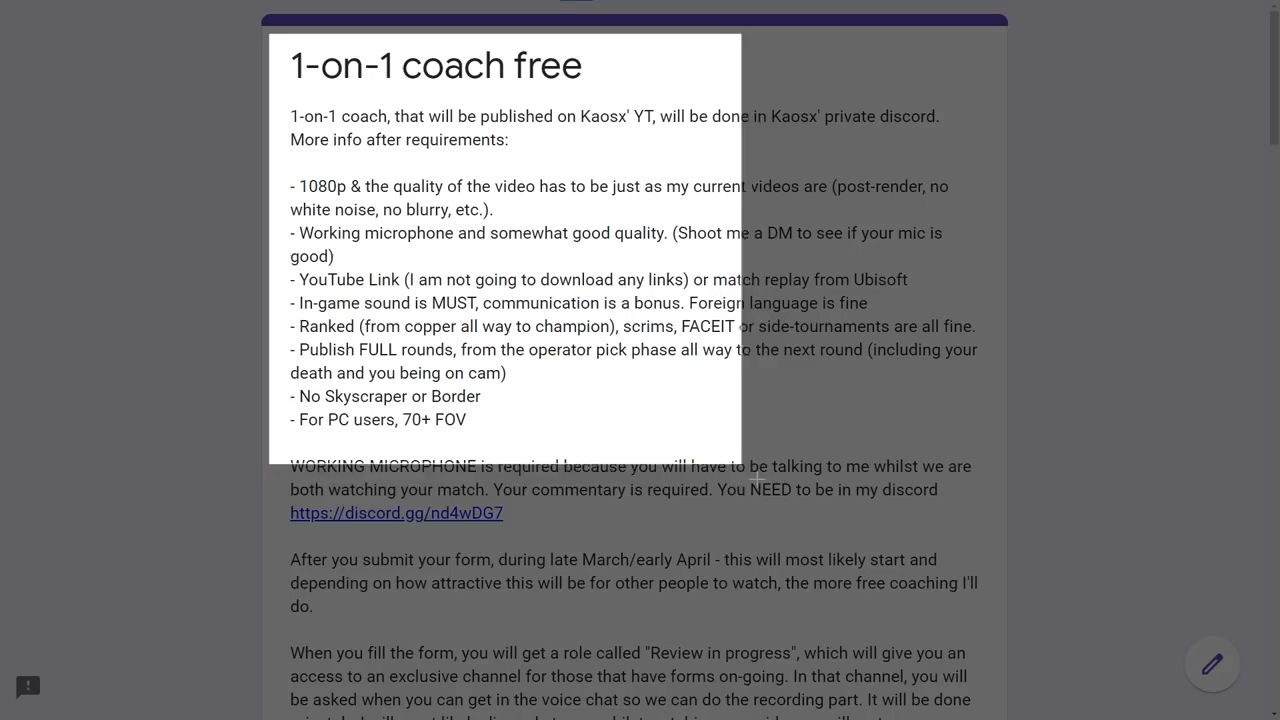 1-on-1 coach free
1-on-1 coach, that will be published on Kaosx' YT, will be done in Kaosx' private discord.
More info after requirements:
- 1080p & the quality of the video has to be just as my current videos are (post-render, no
white noise, no blurry, etc.).
- Working microphone and somewhat good quality. (Shoot me a DM to see if your mic is
good)
- YouTube Link (I am not going to download any links) or match replay from Ubisoft
- In-game sound is MUST, communication is a bonus. Foreign language is fine
- Ranked (from copper all way to champion), scrims, FACEIT or side-tournaments are all fine.
- Publish FULL rounds, from the operator pick phase all way to the next round (including your
death and you being on cam)
- No Skyscraper or Border
- For PC users, 70+ FOV
WORKING MICROPHONE is required because you will have to be talking to me whilst we are
both watching your match. Your commentary is required. You NEED to be in my discord
https://discord.gg/nd4wDG7
After you submit your form, during late March/early April - this will most likely start and
depending on how attractive this will be for other people to watch, the more free coaching I'll
do.
When you fill the form, you will get a role called "Review in progress", which will give you an
access to an exclusive channel for those that have forms on-going. In that channel, you will
be asked when you can get in the voice chat so we can do the recording part. It will be done